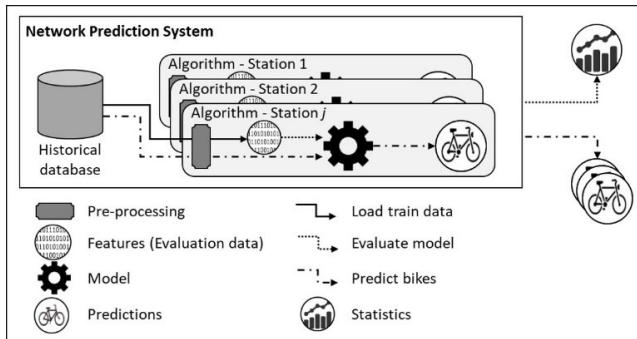 Network Prediction System
Algorithm - Station 1
Algorithm - Station 2
Algorithm - Station j
Historical
database
Pre-processing
Load train data
Features (Evaluation data)
Evaluate model
Model
Predict bikes
Predictions
Statistics